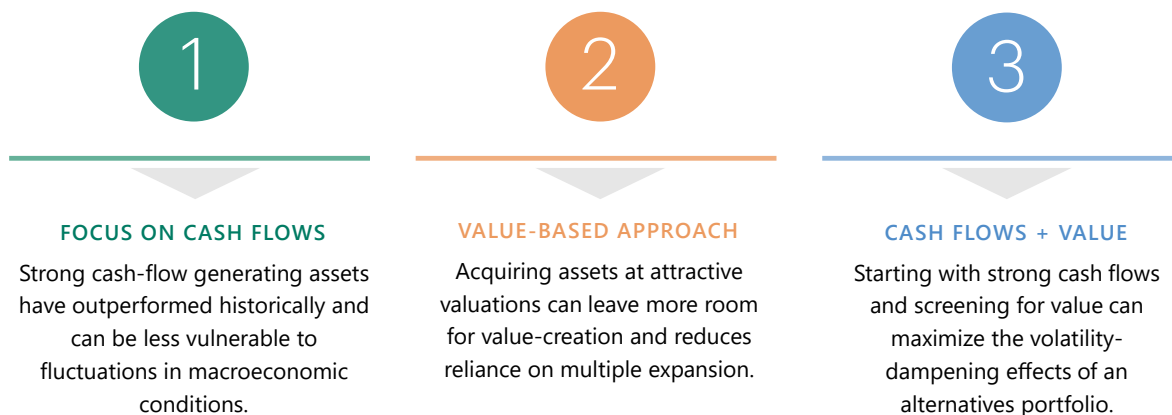 1
FOCUS ON CASH FLOWS
Strong cash-flow generating assets
have outperformed historically and
can be less vulnerable to
fluctuations in macroeconomic
conditions.
2
VALUE-BASED APPROACH
Acquiring assets at attractive
valuations can leave more room
for value-creation and reduces
reliance on multiple expansion.
3
CASH FLOWS + VALUE
Starting with strong cash flows
and screening for value can
maximize the volatility-
dampening effects of an
alternatives portfolio.